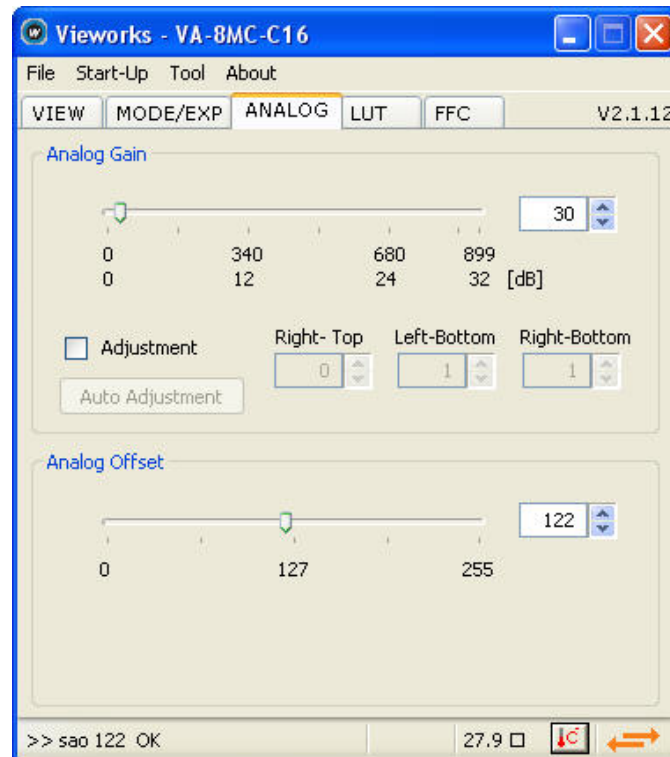 Vieworks - VA-8MC-C16
File Start-Up Tool About
VIEW MODE/EXP ANALOG LUT FFC V2.1.12
Analog Gain
30
0 340 680 899
0 12 24 32 [dB]
Adjustment
Right- Top Left-Bottom Right-Bottom
0 1 1
Auto Adjustment
Analog Offset
122
0 127 255
>> sao 122 OK 27.9 □ C